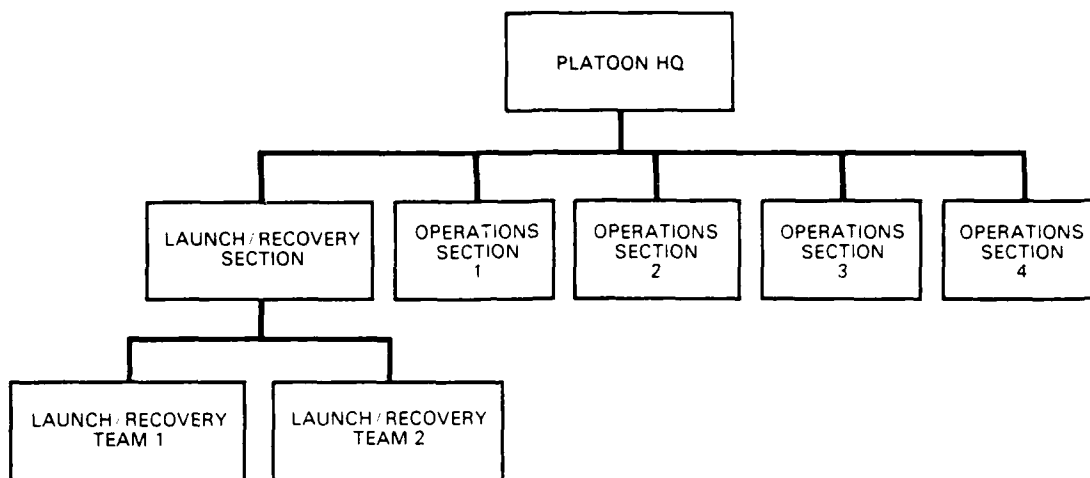 PLATOON HQ
LAUNCH/RECOVERY
SECTION
OPERATIONS
SECTION
1
OPERATIONS
SECTION
2
OPERATIONS
SECTION
3
OPERATIONS
SECTION
4
LAUNCH/RECOVERY
TEAM 1
LAUNCH/RECOVERY
TEAM 2